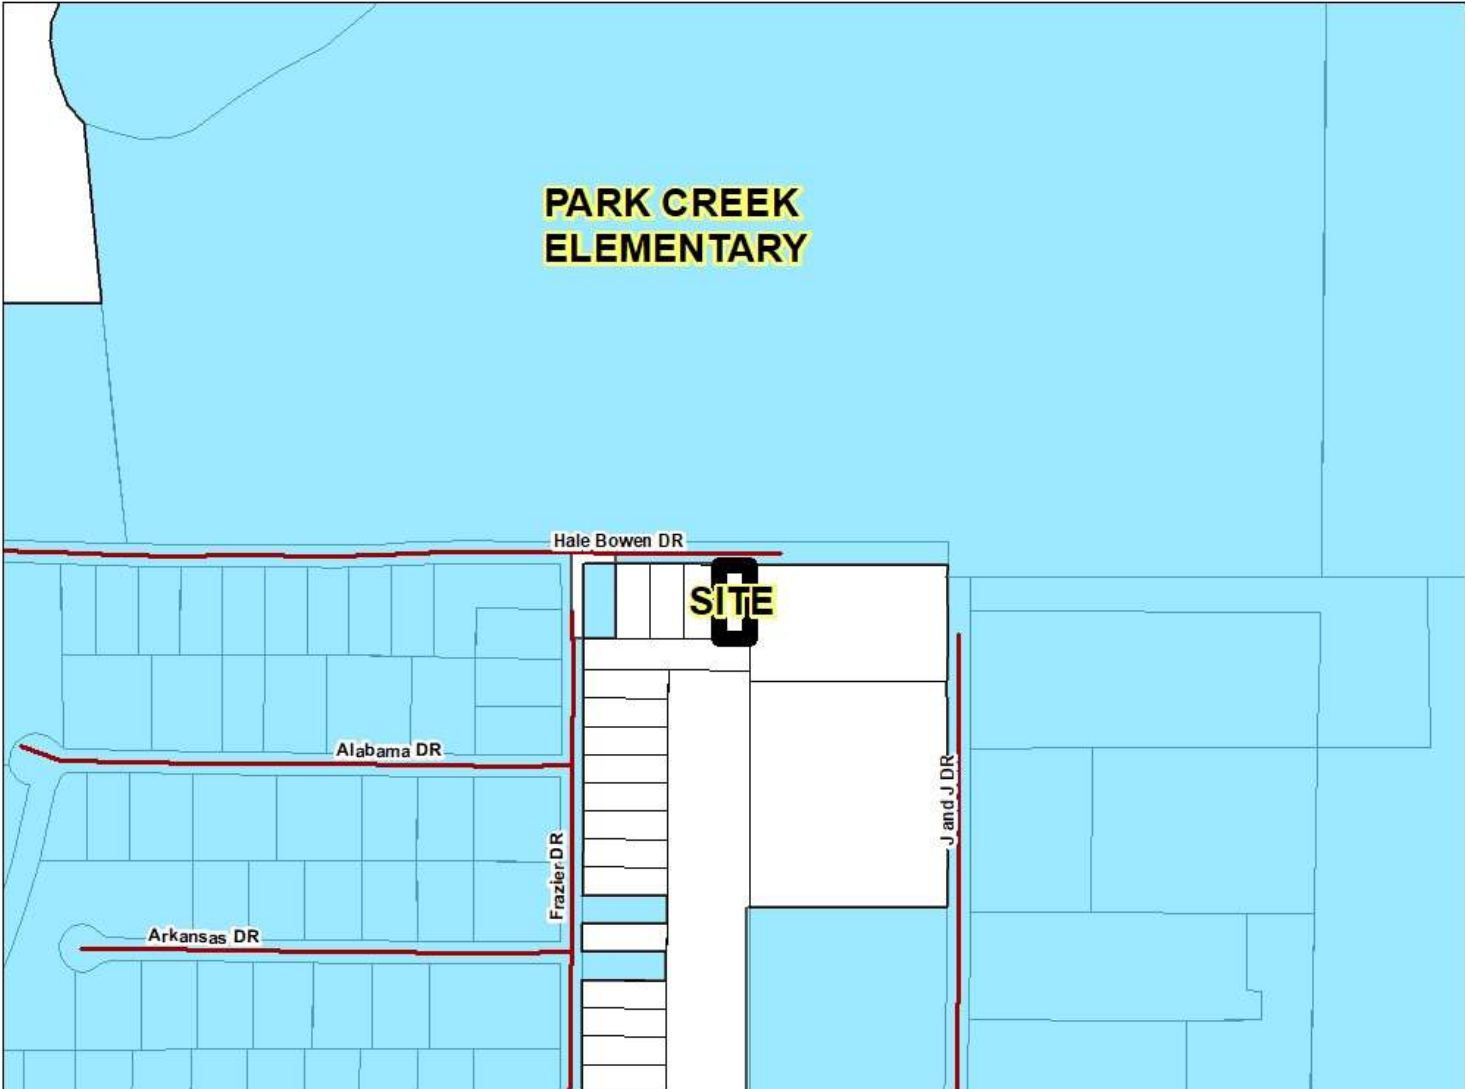 PARK CREEK
ELEMENTARY
Hale Bowen DR
SITE
Alabama DR
J and J DR
Frazier DR
Arkansas DR